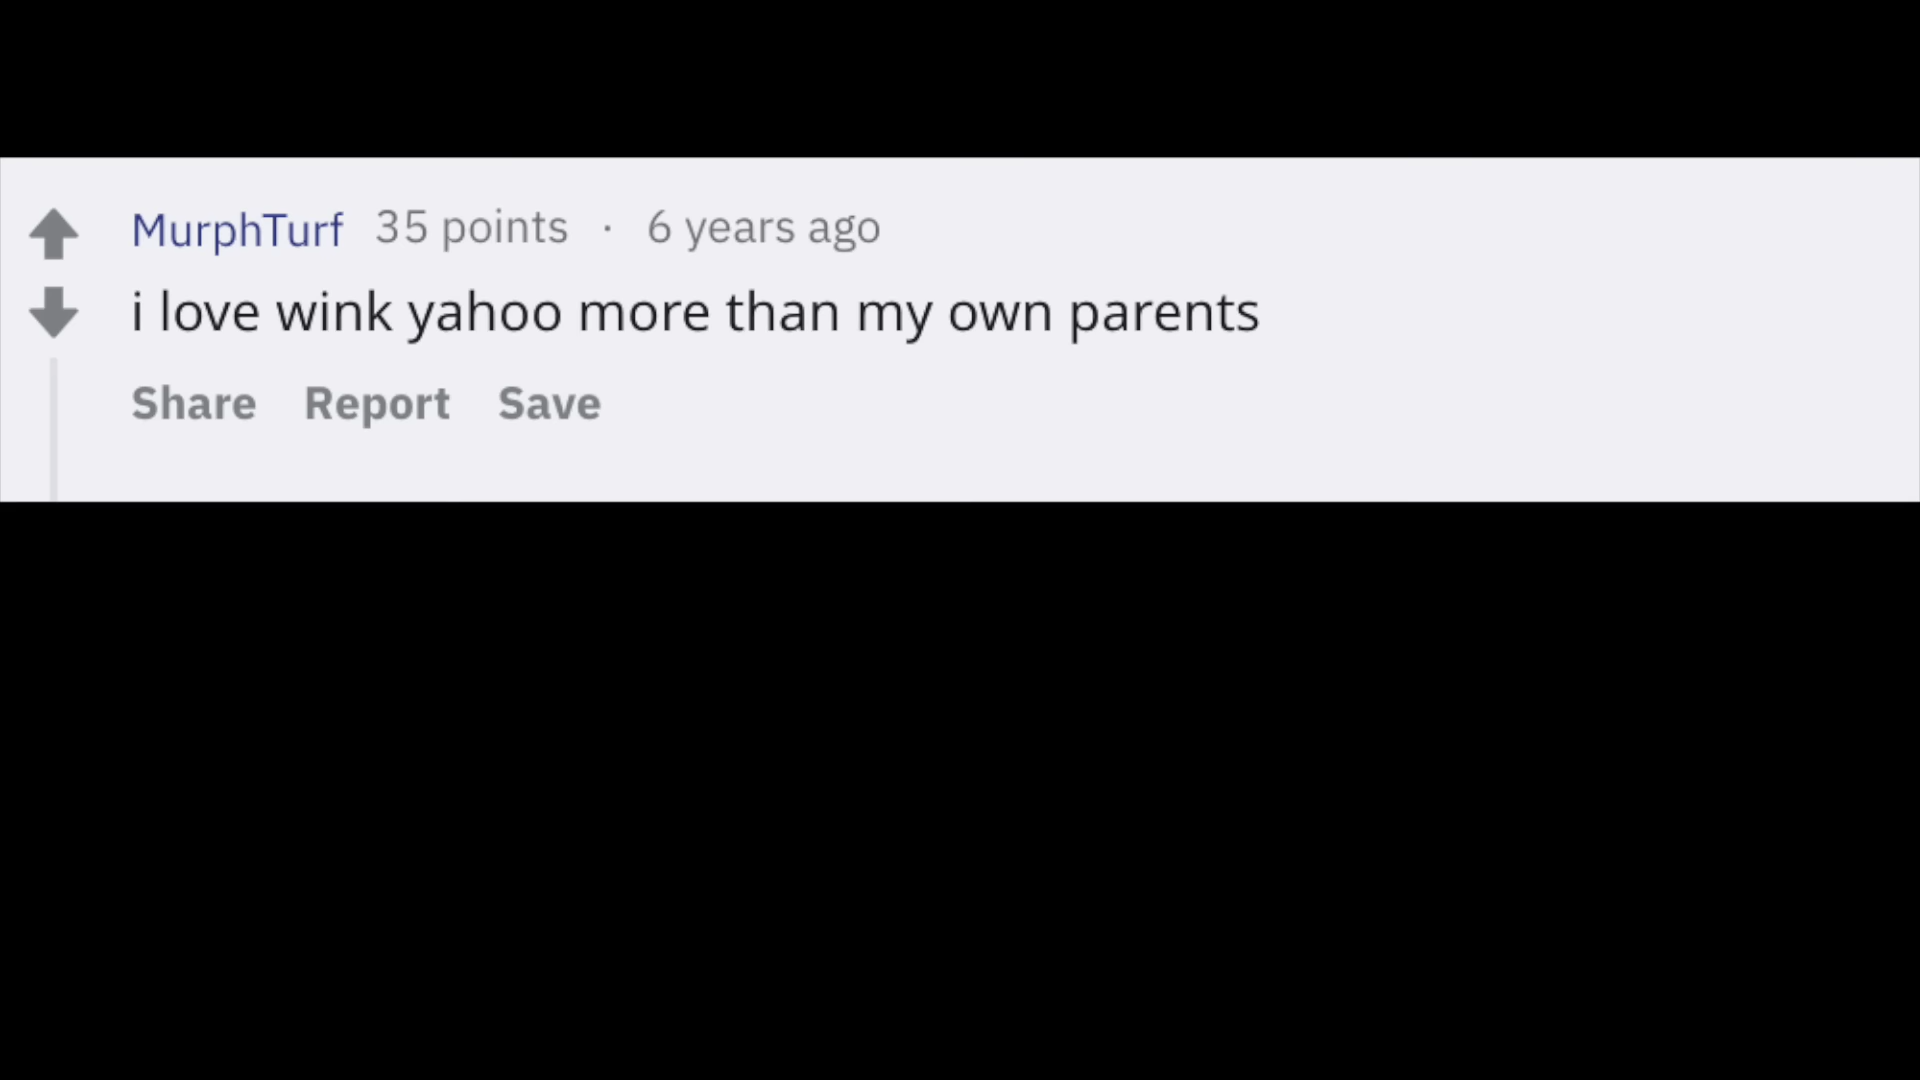 MurphTurf 35 points · 6 years ago
i love wink yahoo more than my own parents
Share Report Save